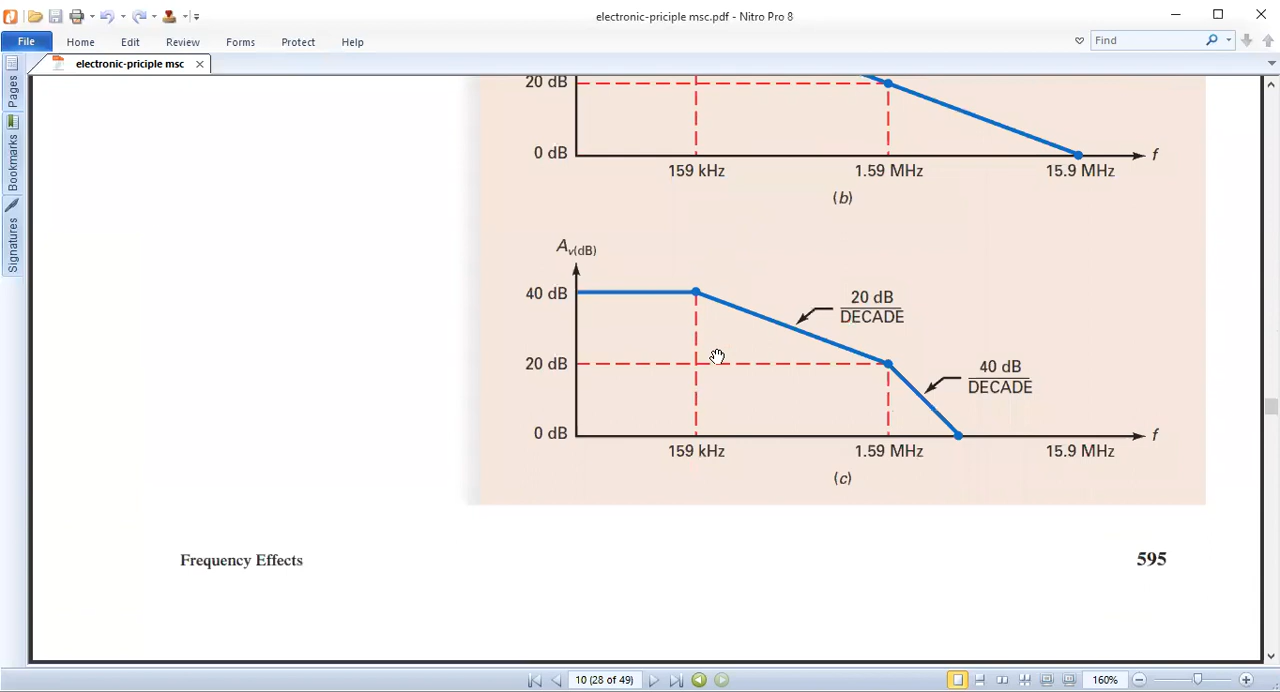 electronic-priciple msc.pdf - Nitro Pro 8
File Home Edit Review Forms Protect Help
Find
electronic-priciple msc
Pages
Bookmarks
Signatures
20 dB
0 dB
f
159 kHz 1.59 MHz 15.9 MHz
(b)
Av(dB)
40 dB
20 dB
DECADE
20 dB
40 dB
DECADE
0 dB
f
159 kHz 1.59 MHz 15.9 MHz
(c)
Frequency Effects 595
10 (28 of 49)
160%